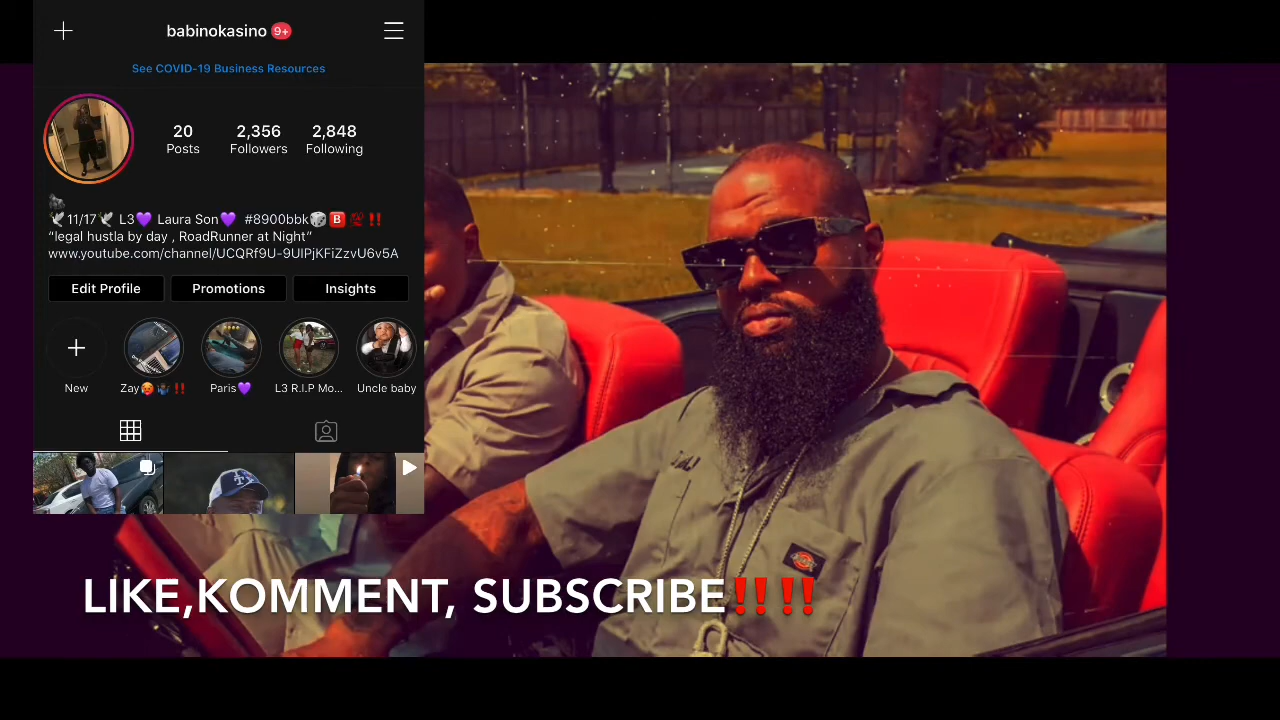 babinokasino 9+
See COVID-19 Business Resources
20 2,356 2,848
Posts Followers Following
🕊11/17🕊 L3💜 Laura Son💜 #8900bbk🎲🅱️💯‼️
“legal hustla by day , RoadRunner at Night”
www.youtube.com/channel/UCQRf9U-9UIPjKFiZzvU6v5A
Edit Profile Promotions Insights
New Zay🥵👨🏿‍🚀‼️ Paris💜 L3 R.I.P Mo... Uncle baby
LIKE,KOMMENT, SUBSCRIBE‼️‼️